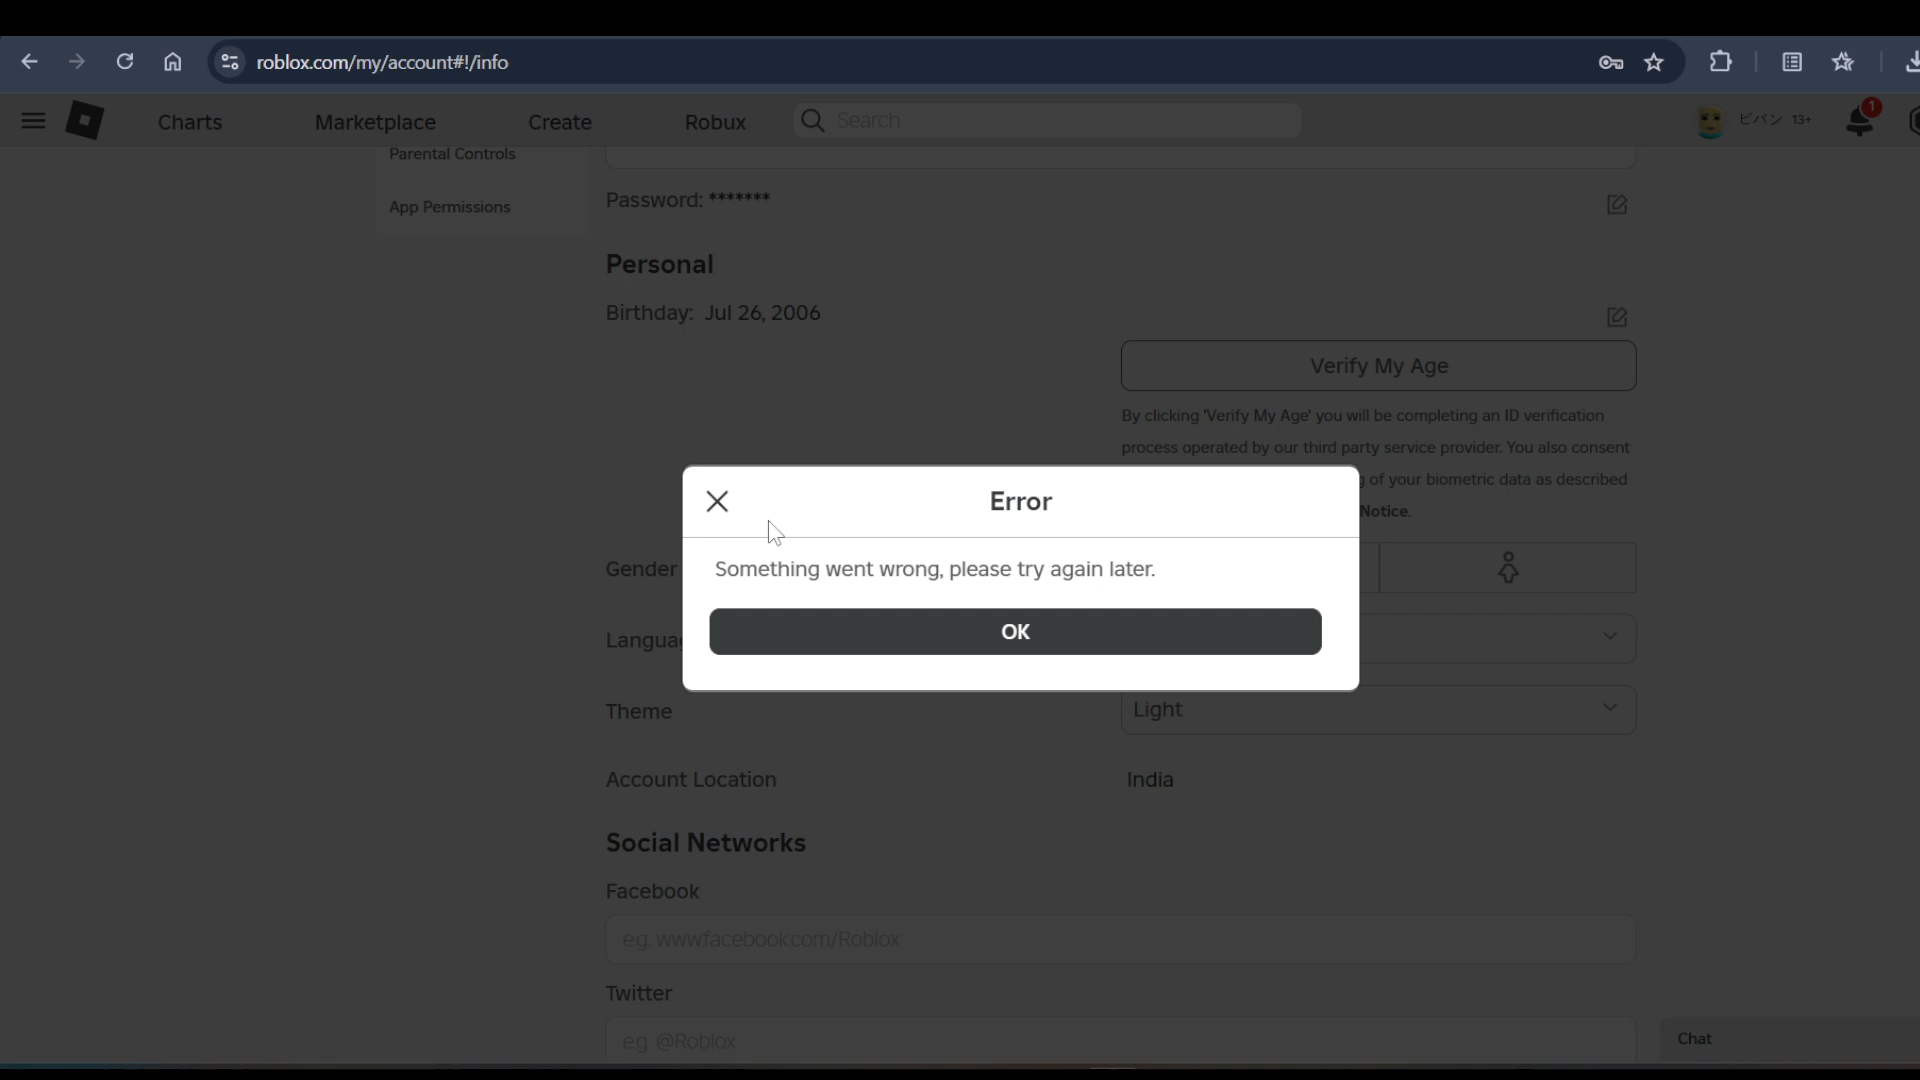 roblox.com/my/account#!/info
Charts
Marketplace
Create
Robux
Search
ビバン 13+
1
Parental Controls
App Permissions
Password: *******
Personal
Birthday: Jul 26, 2006
Verify My Age
By clicking 'Verify My Age' you will be completing an ID verification
process operated by our third party service provider. You also consent
of your biometric data as described
Notice.
Error
Something went wrong, please try again later.
OK
Gender
Theme
Light
Account Location
India
Social Networks
Facebook
e.g. www.facebook.com/Roblox
Twitter
e.g. @Roblox
Chat